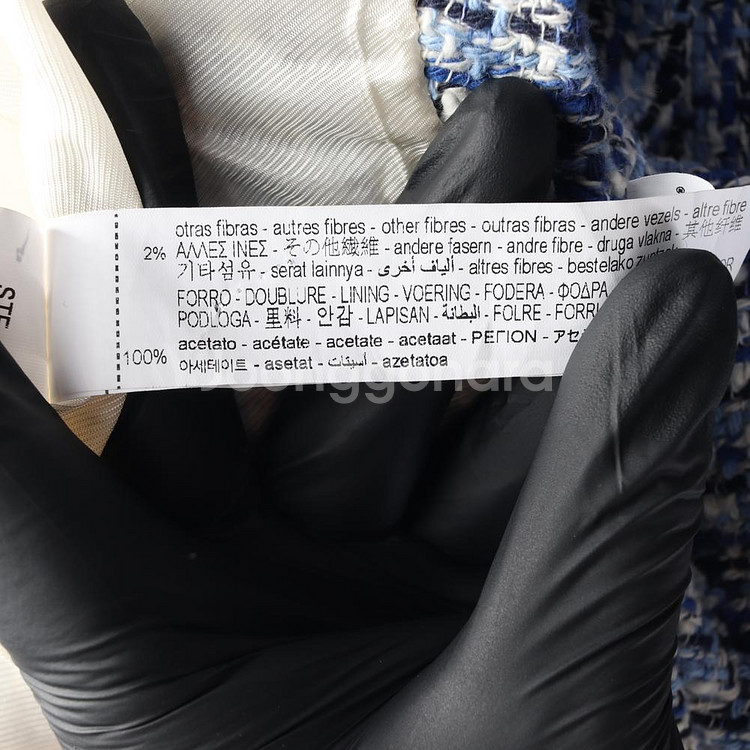 otras fibras - autres fibres - other fibres - outras fibras - andere vezels - altre fibre
2% ΑΛΛΕΣ ΙΝΕΣ - その他繊維 - andere fasern - andre fibre - druga vlakna - 其他纤维
기타섬유 - serat lainnya - ألياف أخرى - altres fibres - bestelako
FORRO - DOUBLURE - LINING - VOERING - FODERA - ΦΟΔΡΑ
PODLOGA - 里料 - 안감 - LAPISAN - البطانة - FOLRE -
acetato - acétate - acetate - acetaat - ΡΕΓΙΟΝ -
100% 아세테이트 - asetat - أسيتات - azetatoa